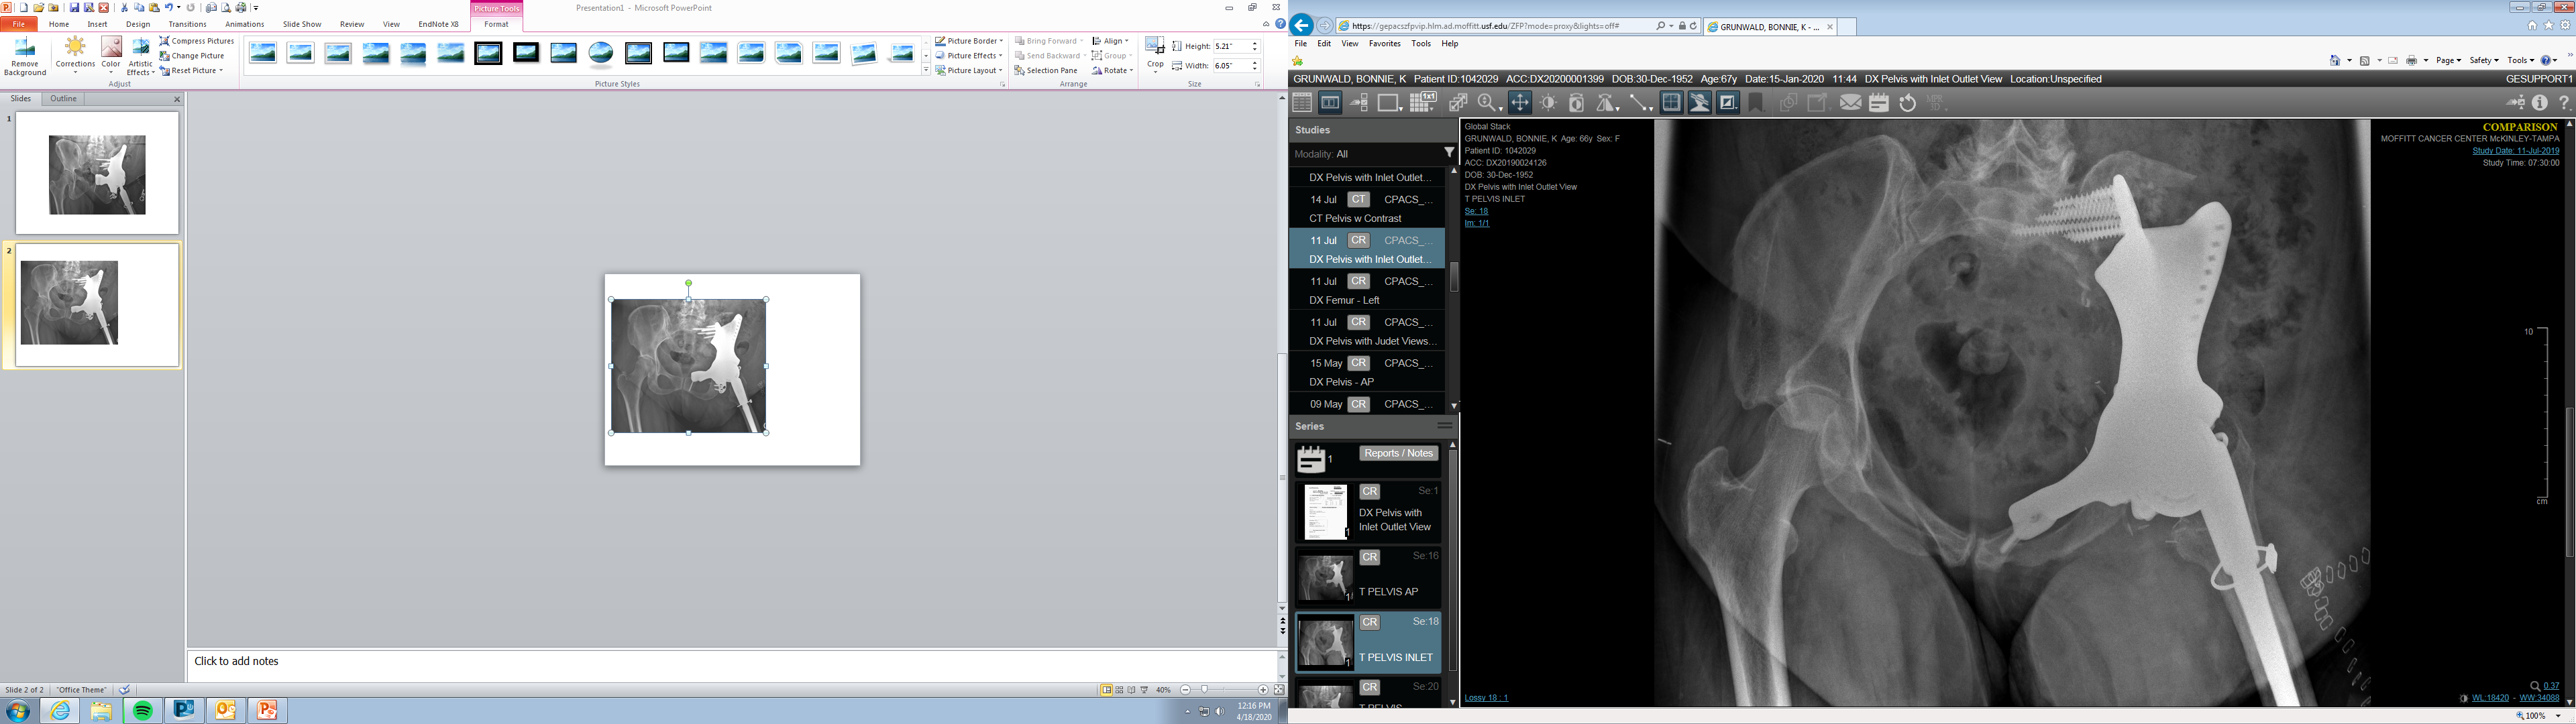 Picture Tools
Presentation1 - Microsoft PowerPoint
File Home Insert Design Transitions Animations Slide Show Review View EndNote X8 Format
Remove Background
Corrections
Color
Artistic Effects
Compress Pictures
Change Picture
Reset Picture
Adjust
Picture Styles
Picture Border
Picture Effects
Picture Layout
Bring Forward
Send Backward
Selection Pane
Align
Group
Rotate
Arrange
Crop
Height: 5.21"
Width: 6.05"
Size
Slides Outline
1
2
Click to add notes
Slide 2 of 2 "Office Theme"
40%
12:16 PM
4/18/2020
https://gepacszfpvip.hlm.ad.moffitt.usf.edu/ZFP?mode=proxy&lights=off#
GRUNWALD, BONNIE, K - ...
File Edit View Favorites Tools Help
Page Safety Tools
GRUNWALD, BONNIE, K Patient ID:1042029 ACC:DX20200001399 DOB:30-Dec-1952 Age:67y Date:15-Jan-2020 11:44 DX Pelvis with Inlet Outlet View Location:Unspecified
GESUPPORT1
1x1
Studies
Modality: All
DX Pelvis with Inlet Outlet...
14 Jul CT CPACS_...
CT Pelvis w Contrast
11 Jul CR CPACS_...
DX Pelvis with Inlet Outlet...
11 Jul CR CPACS_...
DX Femur - Left
11 Jul CR CPACS_...
DX Pelvis with Judet Views...
15 May CR CPACS_...
DX Pelvis - AP
09 May CR CPACS_...
Series
1 Reports / Notes
CR Se:1
DX Pelvis with
Inlet Outlet View
1
CR Se:16
T PELVIS AP
1
CR Se:18
T PELVIS INLET
1
CR Se:20
T PELVIS
Global Stack
GRUNWALD, BONNIE, K Age: 66y Sex: F
Patient ID: 1042029
ACC: DX20190024126
DOB: 30-Dec-1952
DX Pelvis with Inlet Outlet View
T PELVIS INLET
Se: 18
Im: 1/1
COMPARISON
MOFFITT CANCER CENTER McKINLEY-TAMPA
Study Date: 11-Jul-2019
Study Time: 07:30:00
10
cm
Lossy 18 : 1
0.37
WL:18420 - WW:34088
100%